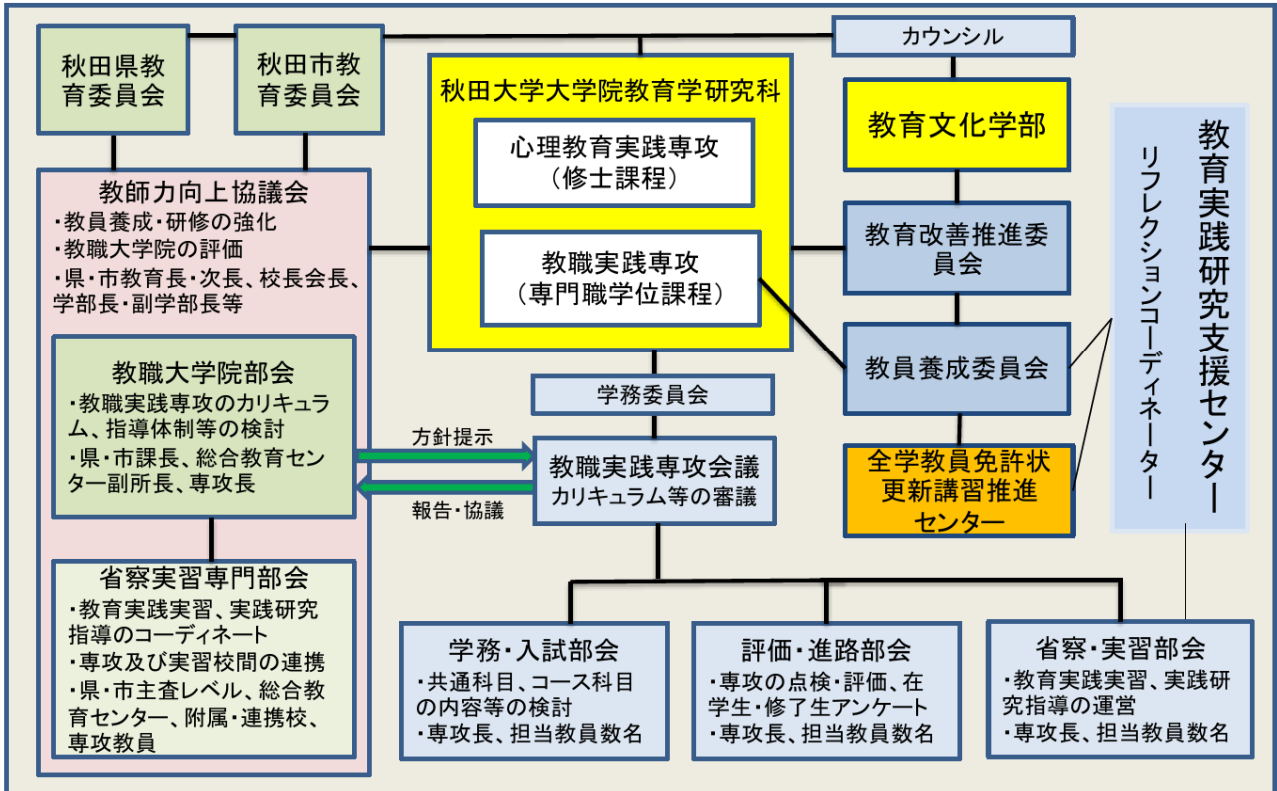 秋田県教
育委員会
秋田市教
育委員会
カウンシル
秋田大学大学院教育学研究科
心理教育実践専攻
(修士課程)
教職実践専攻
(専門職学位課程)
教育文化学部
教育改善推進委
員会
教員養成委員会
全学教員免許状
更新講習推進
センター
教育実践研究支援センター
リフレクションコーディネーター
教師力向上協議会
・教員養成・研修の強化
・教職大学院の評価
・県・市教育長・次長、校長会長、
学部長・副学部長等
教職大学院部会
・教職実践専攻のカリキュラ
ム、指導体制等の検討
・県・市課長、総合教育セン
ター副所長、専攻長
方針提示
報告・協議
学務委員会
教職実践専攻会議
カリキュラム等の審議
省察実習専門部会
・教育実践実習、実践研究
指導のコーディネート
・専攻及び実習校間の連携
・県・市主査レベル、総合教
育センター、附属・連携校、
専攻教員
学務・入試部会
・共通科目、コース科目
の内容等の検討
・専攻長、担当教員数名
評価・進路部会
・専攻の点検・評価、在
学生・修了生アンケート
・専攻長、担当教員数名
省察・実習部会
・教育実践実習、実践研
究指導の運営
・専攻長、担当教員数名